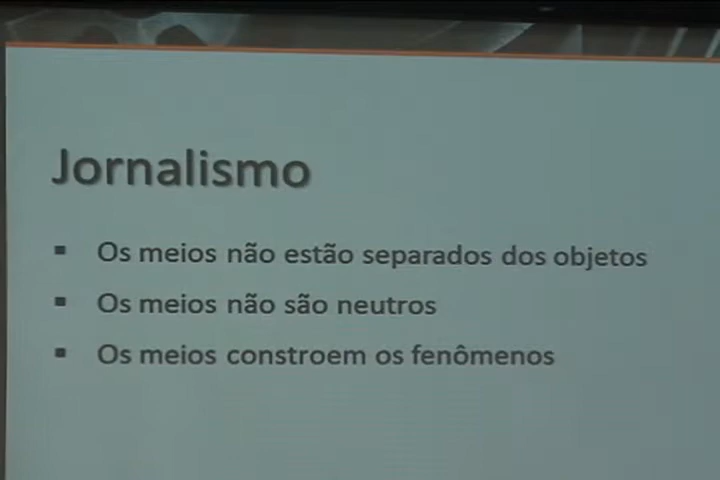 Jornalismo
Os meios não estão separados dos objetos
Os meios não são neutros
Os meios constroem os fenômenos